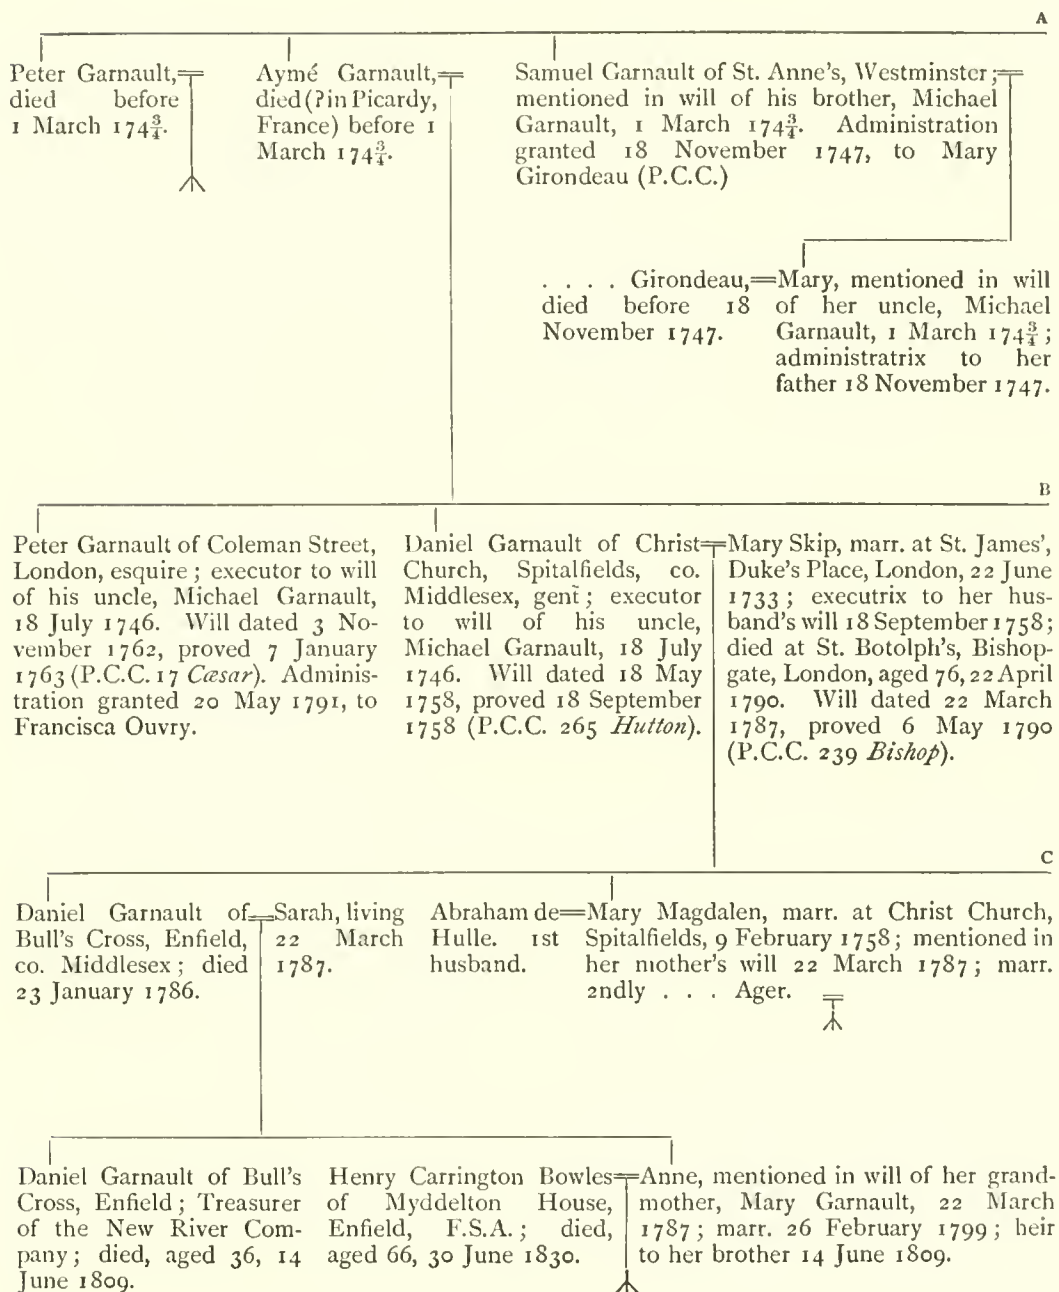 A
Peter Garnault,
died before
1 March 174¾.
Aymé Garnault,
died (? in Picardy,
France) before 1
March 174¾.
Samuel Garnault of St. Anne's, Westminster;
mentioned in will of his brother, Michael
Garnault, 1 March 174¾. Administration
granted 18 November 1747, to Mary
Girondeau (P.C.C.)
. . . . Girondeau,
died before 18
November 1747.
Mary, mentioned in will
of her uncle, Michael
Garnault, 1 March 174¾;
administratrix to her
father 18 November 1747.
B
Peter Garnault of Coleman Street,
London, esquire; executor to will
of his uncle, Michael Garnault,
18 July 1746. Will dated 3 No-
vember 1762, proved 7 January
1763 (P.C.C. 17 Cæsar). Adminis-
tration granted 20 May 1791, to
Francisca Ouvry.
Daniel Garnault of Christ
Church, Spitalfields, co.
Middlesex, gent; executor
to will of his uncle,
Michael Garnault, 18 July
1746. Will dated 18 May
1758, proved 18 September
1758 (P.C.C. 265 Hutton).
Mary Skip, marr. at St. James',
Duke's Place, London, 22 June
1733; executrix to her hus-
band's will 18 September 1758;
died at St. Botolph's, Bishop-
gate, London, aged 76, 22 April
1790. Will dated 22 March
1787, proved 6 May 1790
(P.C.C. 239 Bishop).
C
Daniel Garnault of
Bull's Cross, Enfield,
co. Middlesex; died
23 January 1786.
Sarah, living
22 March
1787.
Abraham de
Hulle. 1st
husband.
Mary Magdalen, marr. at Christ Church,
Spitalfields, 9 February 1758; mentioned in
her mother's will 22 March 1787; marr.
2ndly . . . Ager.
Daniel Garnault of Bull's
Cross, Enfield; Treasurer
of the New River Com-
pany; died, aged 36, 14
June 1809.
Henry Carrington Bowles
of Myddelton House,
Enfield, F.S.A.; died,
aged 66, 30 June 1830.
Anne, mentioned in will of her grand-
mother, Mary Garnault, 22 March
1787; marr. 26 February 1799; heir
to her brother 14 June 1809.